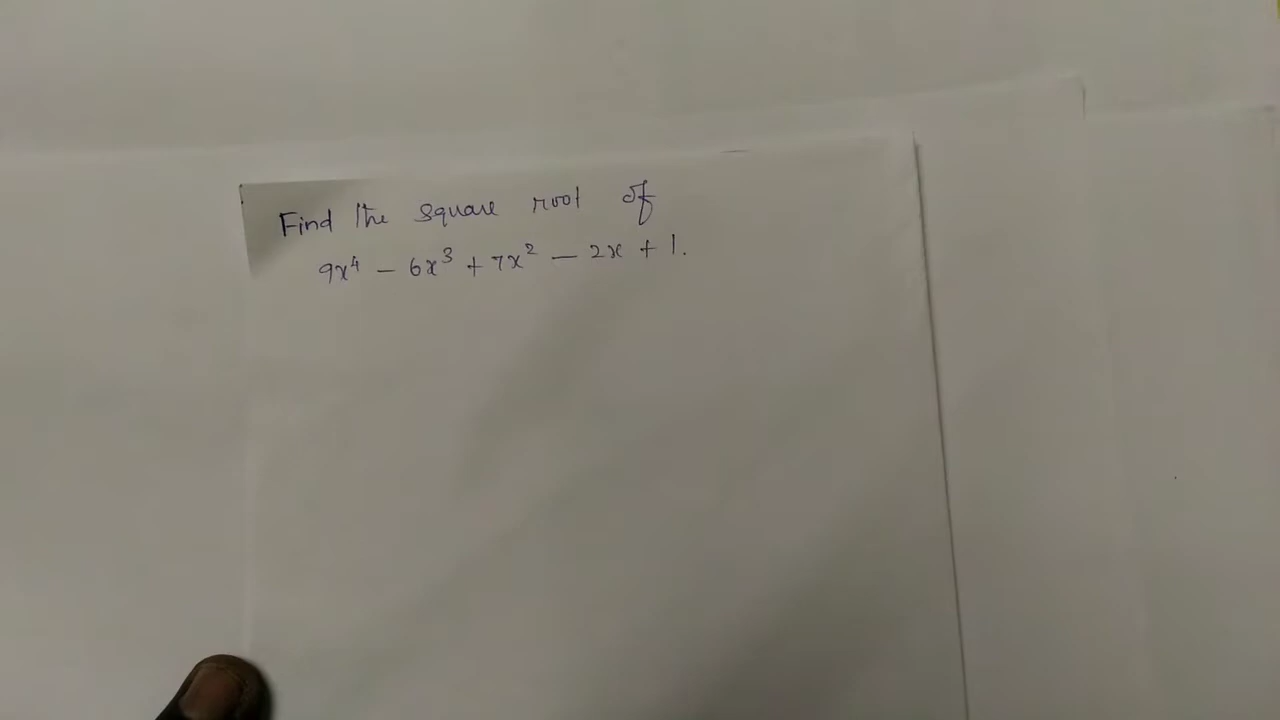 Find the square root of
9x⁴ — 6x³ + 7x² — 2x + 1.